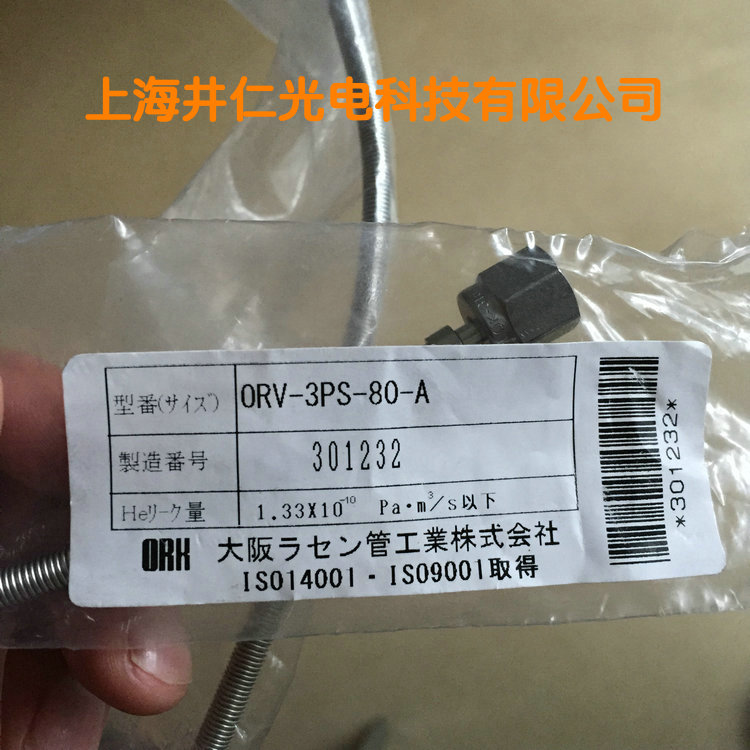 上海井仁光电科技有限公司
型番(サイズ) ORV-3PS-80-A
製造番号 301232
Heリーク量 1.33X10⁻¹⁰ Pa・m³/s以下
ORK 大阪ラセン管工業株式会社
ISO14001・ISO9001取得
*301232*